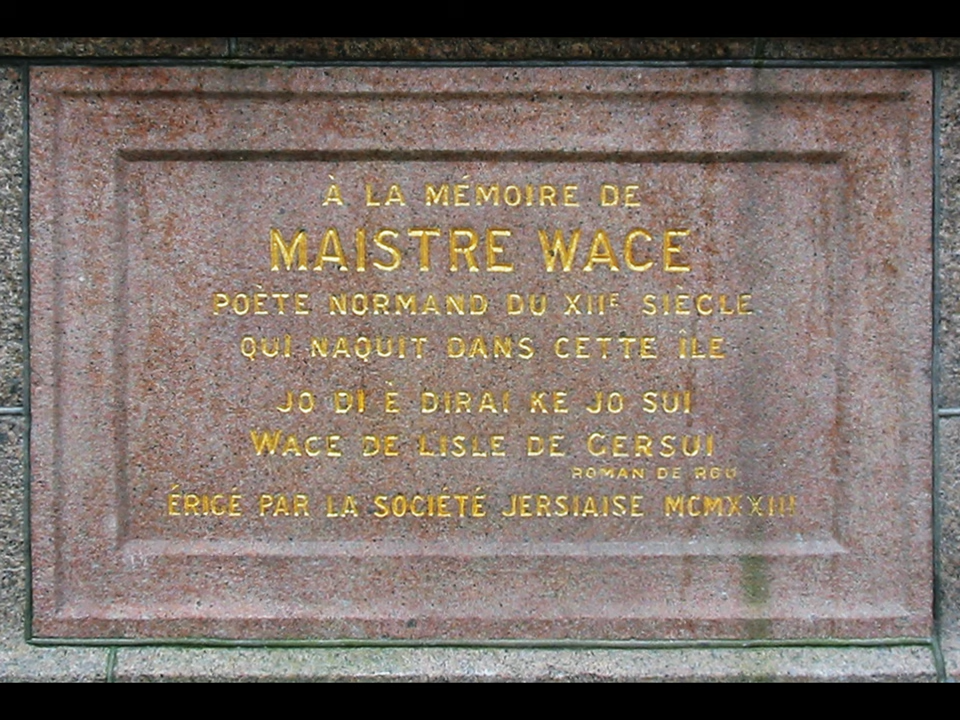 À LA MÉMOIRE DE
MAISTRE WACE
POÈTE NORMAND DU XIIE SIÈCLE
QUI NAQUIT DANS CETTE ÎLE
JO DI È DIRAI KE JO SUI
WACE DE LISLE DE GERSUI
ROMAN DE ROU
ÉRIGÉ PAR LA SOCIÉTÉ JERSIAISE MCMXXIII